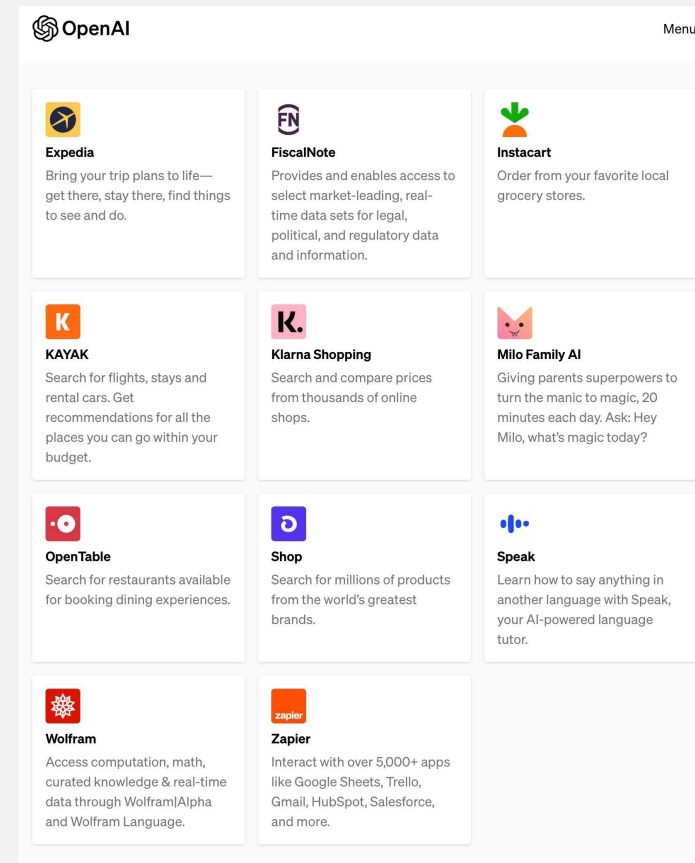 OpenAI
Menu
Expedia
Bring your trip plans to life—
get there, stay there, find things
to see and do.
FN
FiscalNote
Provides and enables access to
select market-leading, real-
time data sets for legal,
political, and regulatory data
and information.
Instacart
Order from your favorite local
grocery stores.
K
KAYAK
Search for flights, stays and
rental cars. Get
recommendations for all the
places you can go within your
budget.
K.
Klarna Shopping
Search and compare prices
from thousands of online
shops.
Milo Family AI
Giving parents superpowers to
turn the manic to magic, 20
minutes each day. Ask: Hey
Milo, what's magic today?
OpenTable
Search for restaurants available
for booking dining experiences.
Shop
Search for millions of products
from the world's greatest
brands.
Speak
Learn how to say anything in
another language with Speak,
your AI-powered language
tutor.
Wolfram
Access computation, math,
curated knowledge & real-time
data through Wolfram|Alpha
and Wolfram Language.
zapier
Zapier
Interact with over 5,000+ apps
like Google Sheets, Trello,
Gmail, HubSpot, Salesforce,
and more.